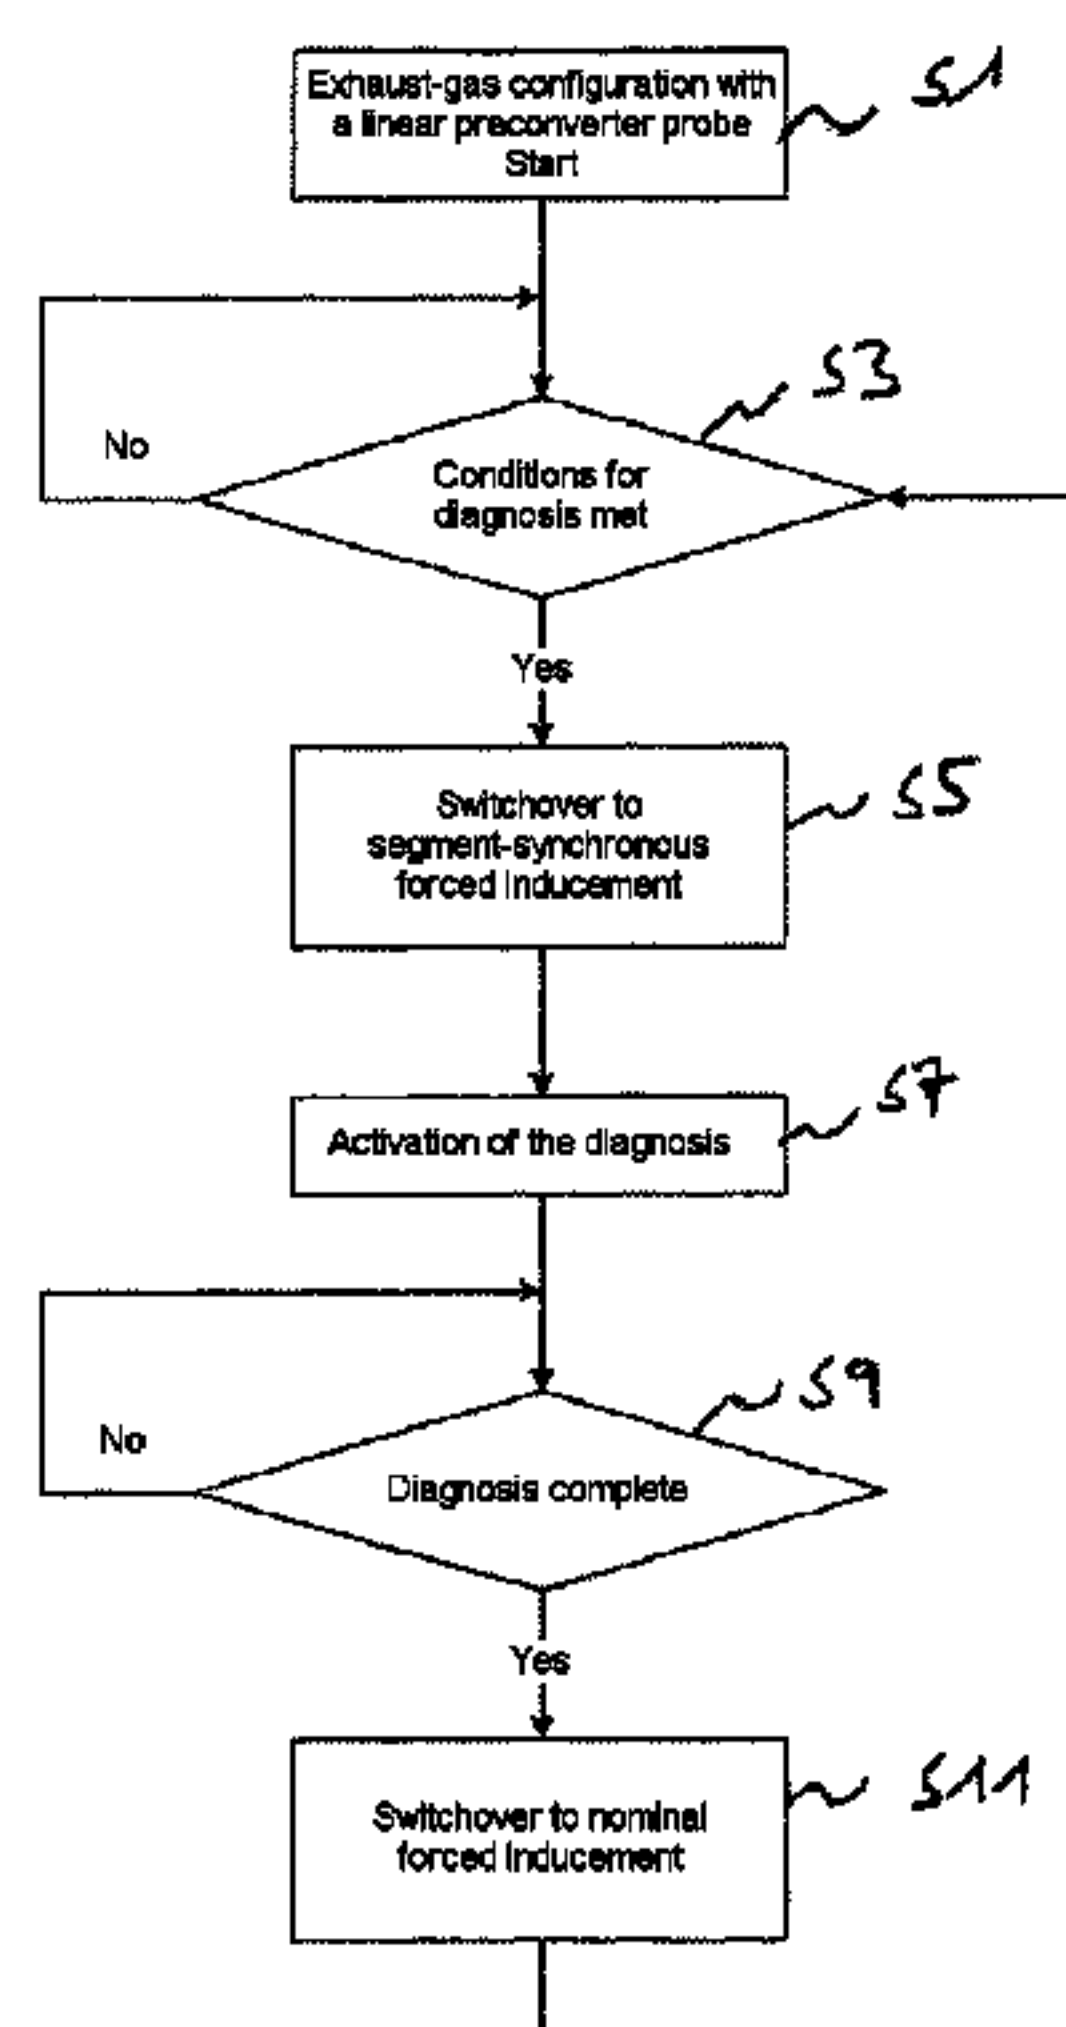 Exhaust-gas configuration with
a linear preconverter probe
Start
S1
S3
No
Conditions for
diagnosis met
Yes
Switchover to
segment-synchronous
forced inducement
S5
Activation of the diagnosis
S7
S9
No
Diagnosis complete
Yes
Switchover to nominal
forced inducement
S11